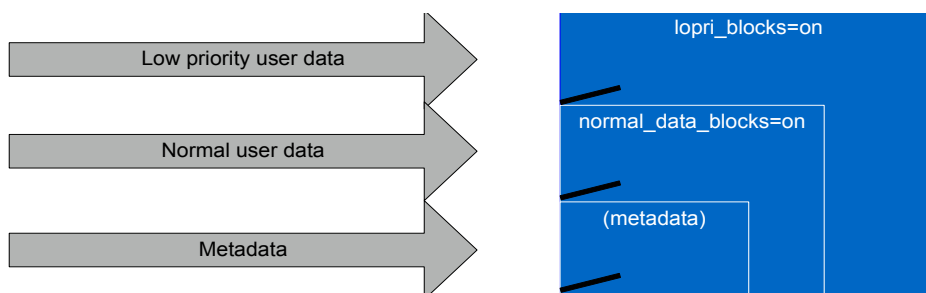 lopri_blocks=on
Low priority user data
normal_data_blocks=on
Normal user data
(metadata)
Metadata